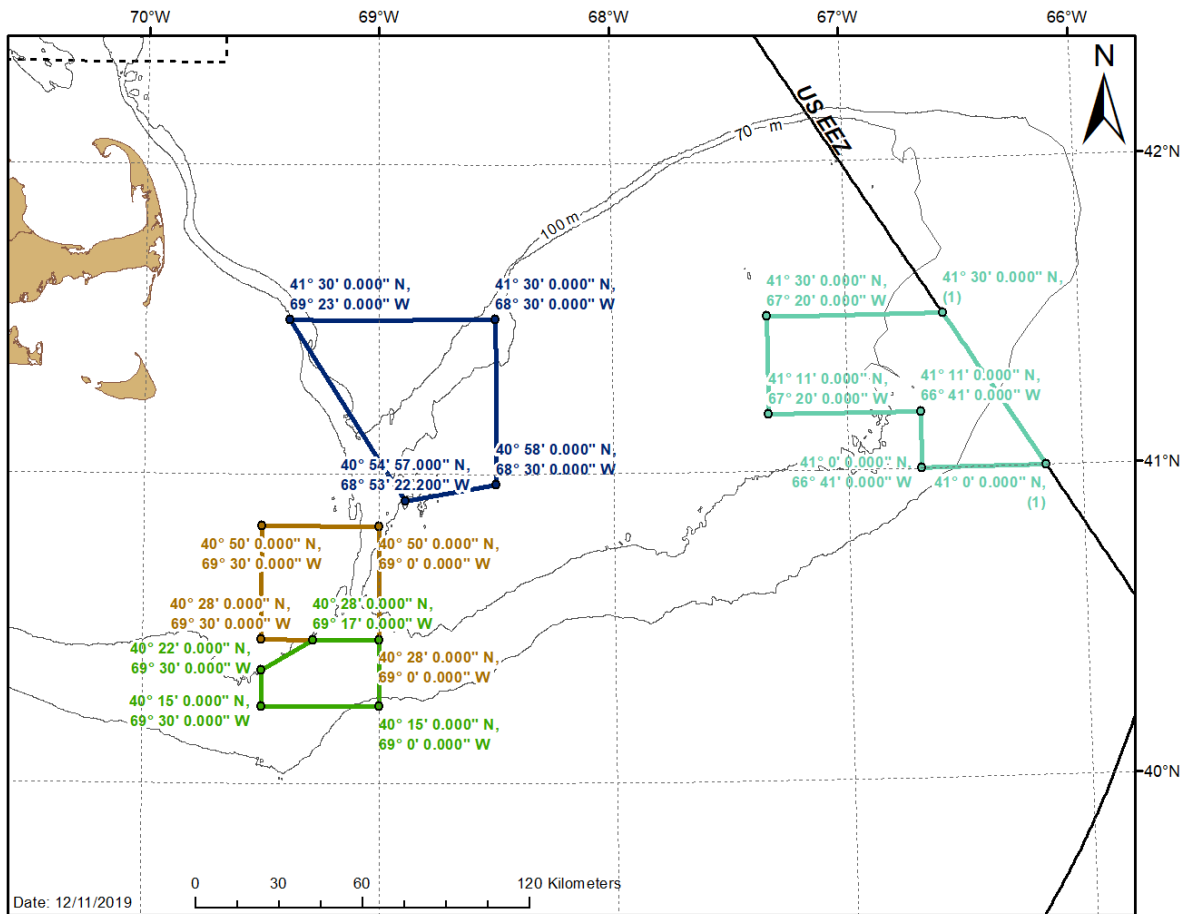 70°W
69°W
68°W
67°W
66°W
N
US EEZ
70 m
100 m
42°N
41° 30' 0.000" N,
69° 23' 0.000" W
41° 30' 0.000" N,
68° 30' 0.000" W
41° 30' 0.000" N,
67° 20' 0.000" W
41° 30' 0.000" N,
(1)
41° 11' 0.000" N,
67° 20' 0.000" W
41° 11' 0.000" N,
66° 41' 0.000" W
40° 54' 57.000" N,
68° 53' 22.200" W
40° 58' 0.000" N,
68° 30' 0.000" W
41° 0' 0.000" N,
66° 41' 0.000" W
41° 0' 0.000" N,
(1)
41°N
40° 50' 0.000" N,
69° 30' 0.000" W
40° 50' 0.000" N,
69° 0' 0.000" W
40° 28' 0.000" N,
69° 30' 0.000" W
40° 28' 0.000" N,
69° 17' 0.000" W
40° 22' 0.000" N,
69° 30' 0.000" W
40° 28' 0.000" N,
69° 0' 0.000" W
40° 15' 0.000" N,
69° 30' 0.000" W
40° 15' 0.000" N,
69° 0' 0.000" W
40°N
0 30 60 120 Kilometers
Date: 12/11/2019